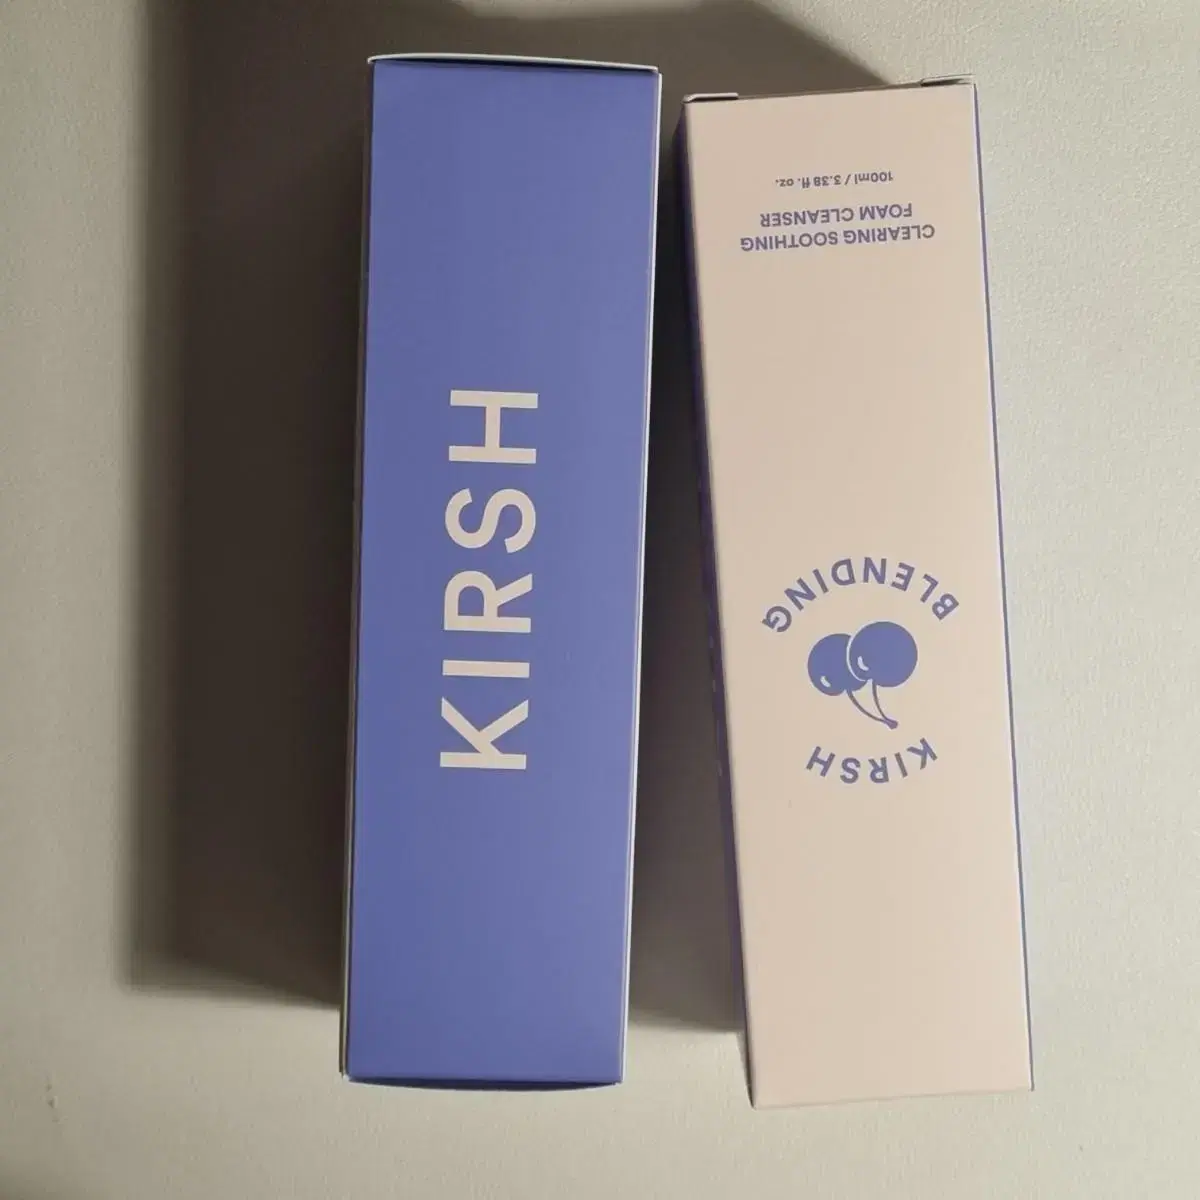 KIRSH
KIRSH
BLENDING
CLEARING SOOTHING
FOAM CLEANSER
100ml / 3.38 fl. oz.